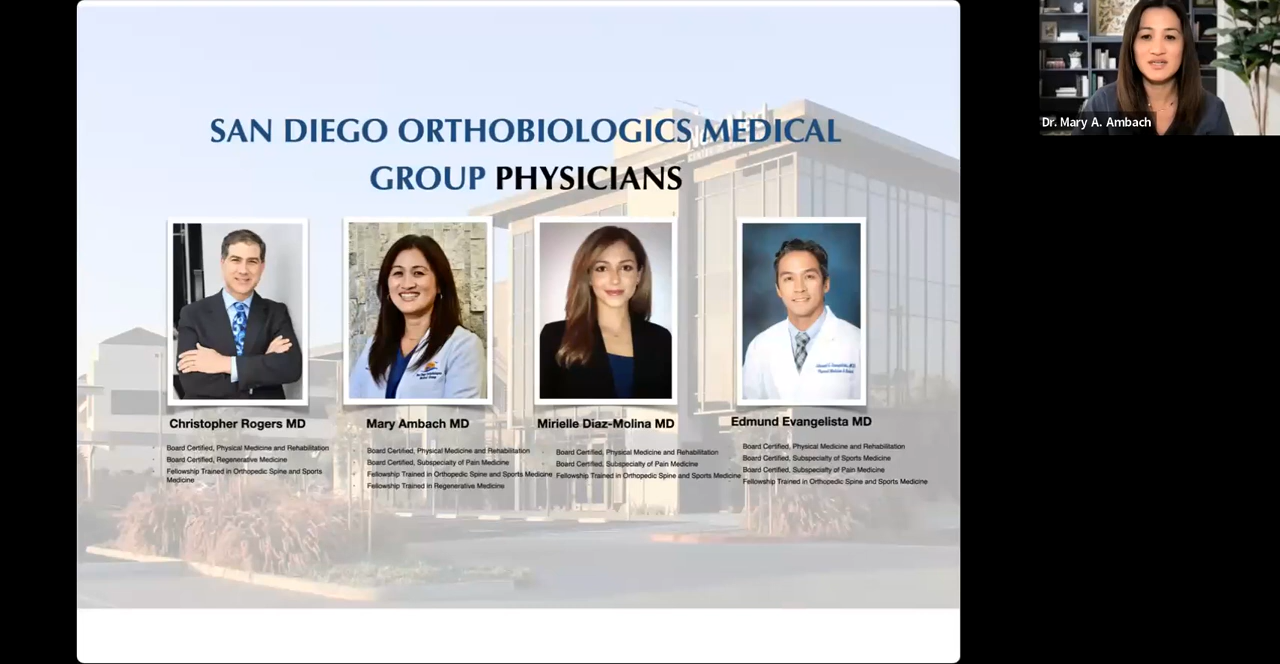 SAN DIEGO ORTHOBIOLOGICS MEDICAL
GROUP PHYSICIANS
Dr. Mary A. Ambach
Christopher Rogers MD
Board Certified, Physical Medicine and Rehabilitation
Board Certified, Regenerative Medicine
Fellowship Trained in Orthopedic Spine and Sports
Medicine
Mary Ambach MD
Board Certified, Physical Medicine and Rehabilitation
Board Certified, Subspecialty of Pain Medicine
Fellowship Trained in Orthopedic Spine and Sports Medicine
Fellowship Trained in Regenerative Medicine
Mirielle Diaz-Molina MD
Board Certified, Physical Medicine and Rehabilitation
Board Certified, Subspecialty of Pain Medicine
Fellowship Trained in Orthopedic Spine and Sports Medicine
Edmund Evangelista MD
Board Certified, Physical Medicine and Rehabilitation
Board Certified, Subspecialty of Sports Medicine
Board Certified, Subspecialty of Pain Medicine
Fellowship Trained in Orthopedic Spine and Sports Medicine